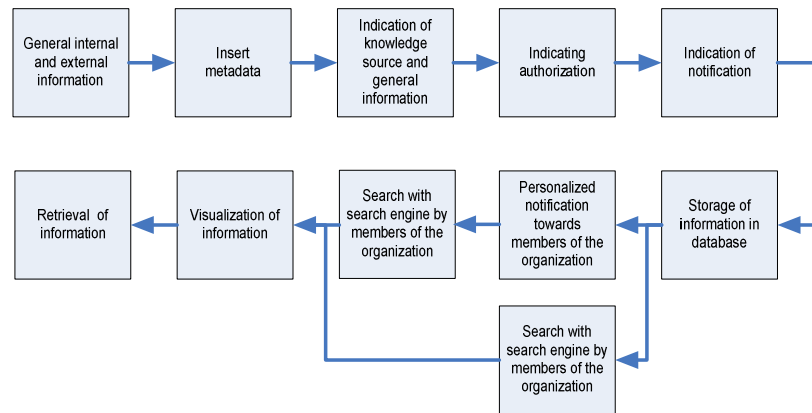 General internal
and external
information
Insert
metadata
Indication of
knowledge
source and
general
information
Indicating
authorization
Indication of
notification
Retrieval of
information
Visualization of
information
Search with
search engine by
members of the
organization
Personalized
notification
towards
members of the
organization
Storage of
information in
database
Search with
search engine by
members of the
organization